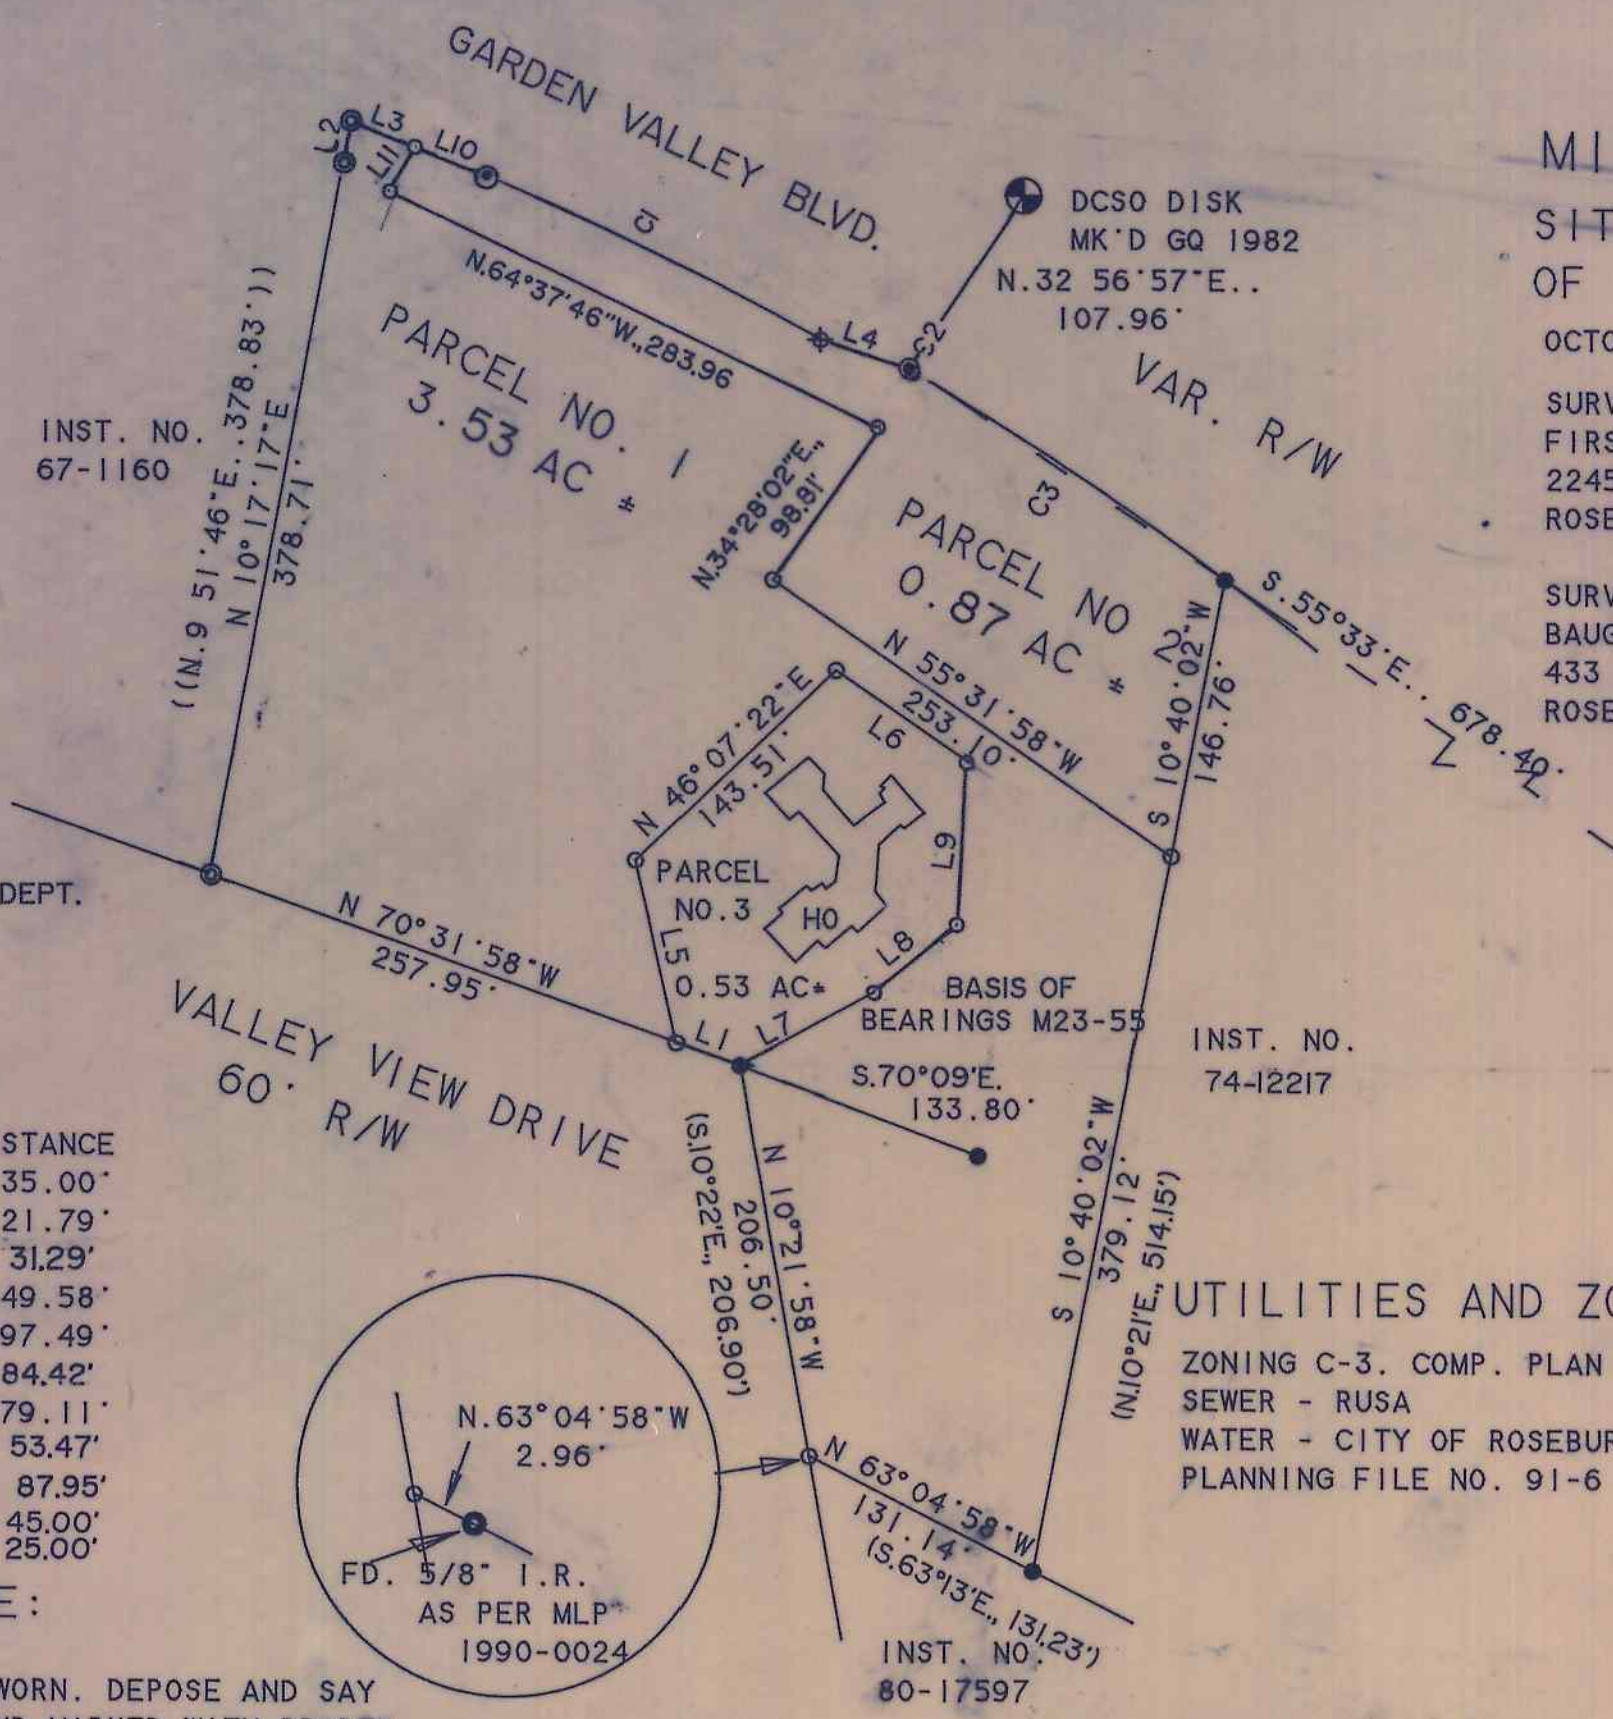 GARDEN VALLEY BLVD.
L2
L3
L10
L11
C1
L4
C2
DCSO DISK
MK'D GQ 1982
N.32 56'57"E..
107.96'
VAR. R/W
MI
SIT
OF
OCTO
SURV
FIRS
2245
ROSE
SURV
BAUG
433
ROSE
N.64°37'46"W.,283.96
PARCEL NO. 1
3.53 AC ±
INST. NO.
67-1160
((N.9 51'46"E..378.83'))
N 10°17'17"E
378.71'
N.34°28'02"E.,
98.81'
C3
PARCEL NO 2
0.87 AC ±
S.55°33'E.. 678.40'
S 10°40'02"W
146.76'
N 55°31'58"W
253.10'
N 46°07'22"E
143.51'
L6
L9
PARCEL
NO.3
HO
L5
L8
0.53 AC±
L1
L7
BASIS OF
BEARINGS M23-55
S.70°09'E.
133.80'
INST. NO.
74-12217
DEPT.
N 70°31'58"W
257.95'
VALLEY VIEW DRIVE
60' R/W
(S.10°22'E., 206.90')
N 10°21'58"W
206.50'
S 10°40'02"W
379.12'
(N.10°21'E., 514.15')
STANCE
35.00'
21.79'
31.29'
49.58'
97.49'
84.42'
79.11'
53.47'
87.95'
45.00'
25.00'
E:
UTILITIES AND ZO
ZONING C-3. COMP. PLAN
SEWER - RUSA
WATER - CITY OF ROSEBUR
PLANNING FILE NO. 91-6
N.63°04'58"W
2.96'
FD. 5/8" I.R.
AS PER MLP
1990-0024
N 63°04'58"W
131.14'
(S.63°13'E., 131.23')
INST. NO.
80-17597
WORN. DEPOSE AND SAY